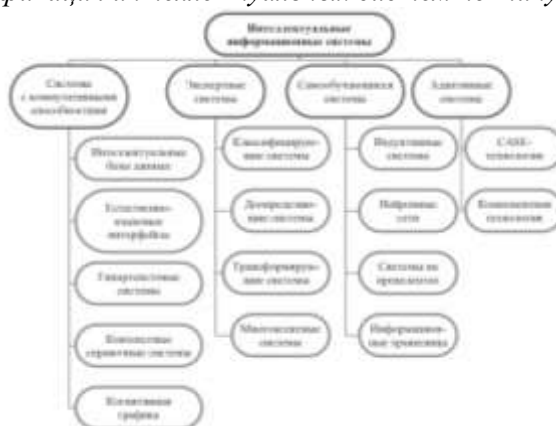 Интеллектуальные
информационные системы
Системы
с коммуникативными
способностями
Экспертные
системы
Самообучающиеся
системы
Адаптивные
системы
Интеллектуальные
базы данных
Естественно-
языковые
интерфейсы
Гипертекстовые
системы
Контекстные
справочные системы
Когнитивная
графика
Классифицирую-
щие системы
Доопределяю-
щие системы
Трансформирую-
щие системы
Многоагентные
системы
Индуктивные
системы
Нейронные
сети
Системы на
прецедентах
Информацион-
ные хранилища
CASE-
технологии
Компонентная
технология